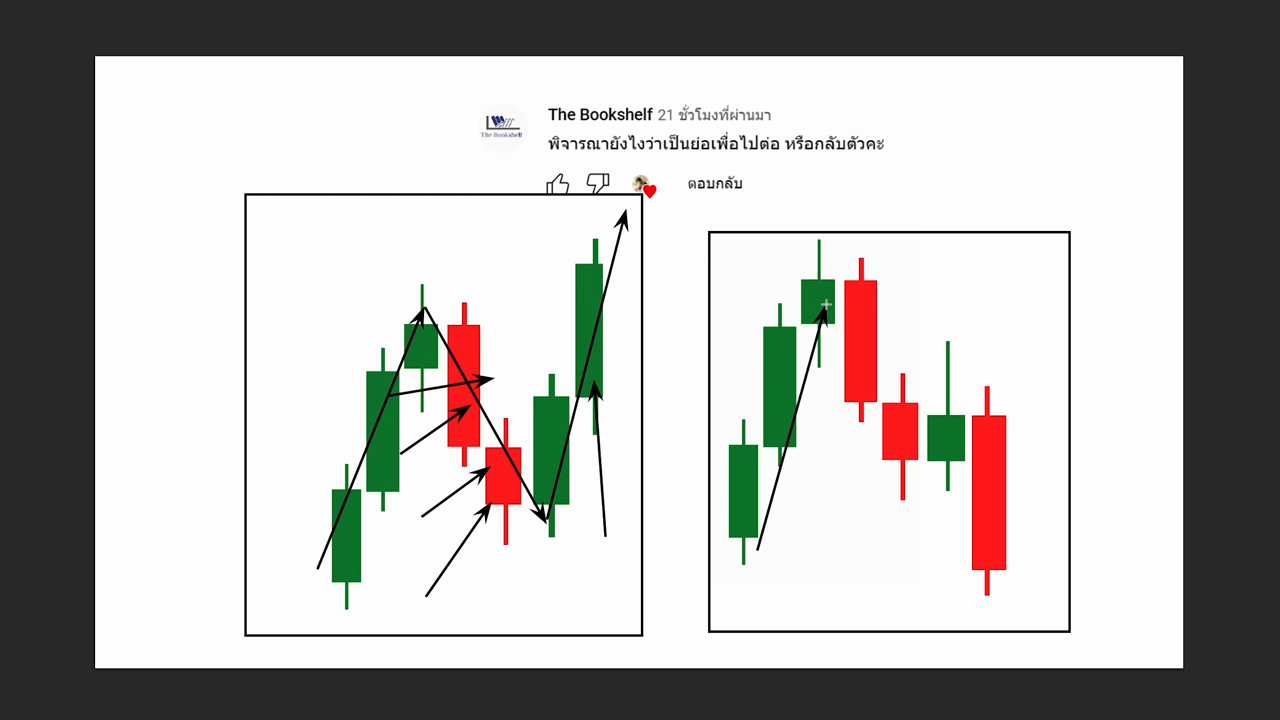 The Bookshelf 21 ชั่วโมงที่ผ่านมา
The Bookshelf
พิจารณายังไงว่าเป็นย่อเพื่อไปต่อ หรือกลับตัวคะ
ตอบกลับ